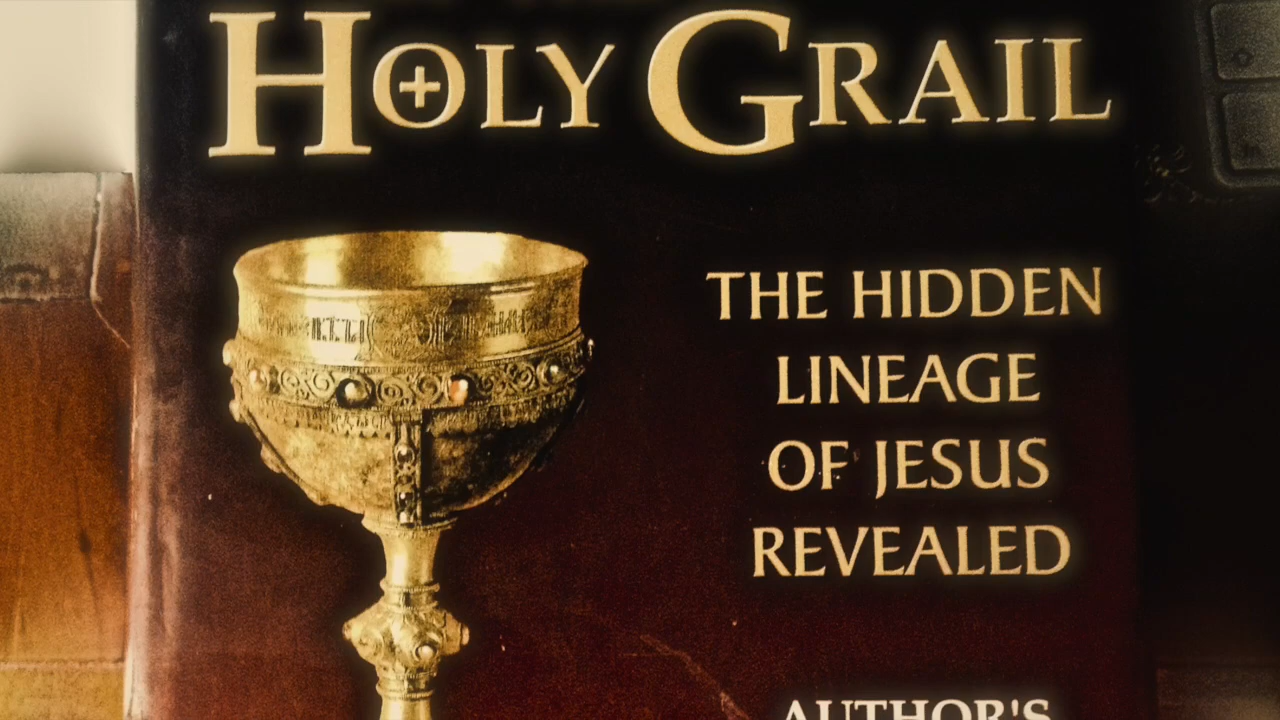 HOLY GRAIL
THE HIDDEN
LINEAGE
OF JESUS
REVEALED
AUTHOR'S